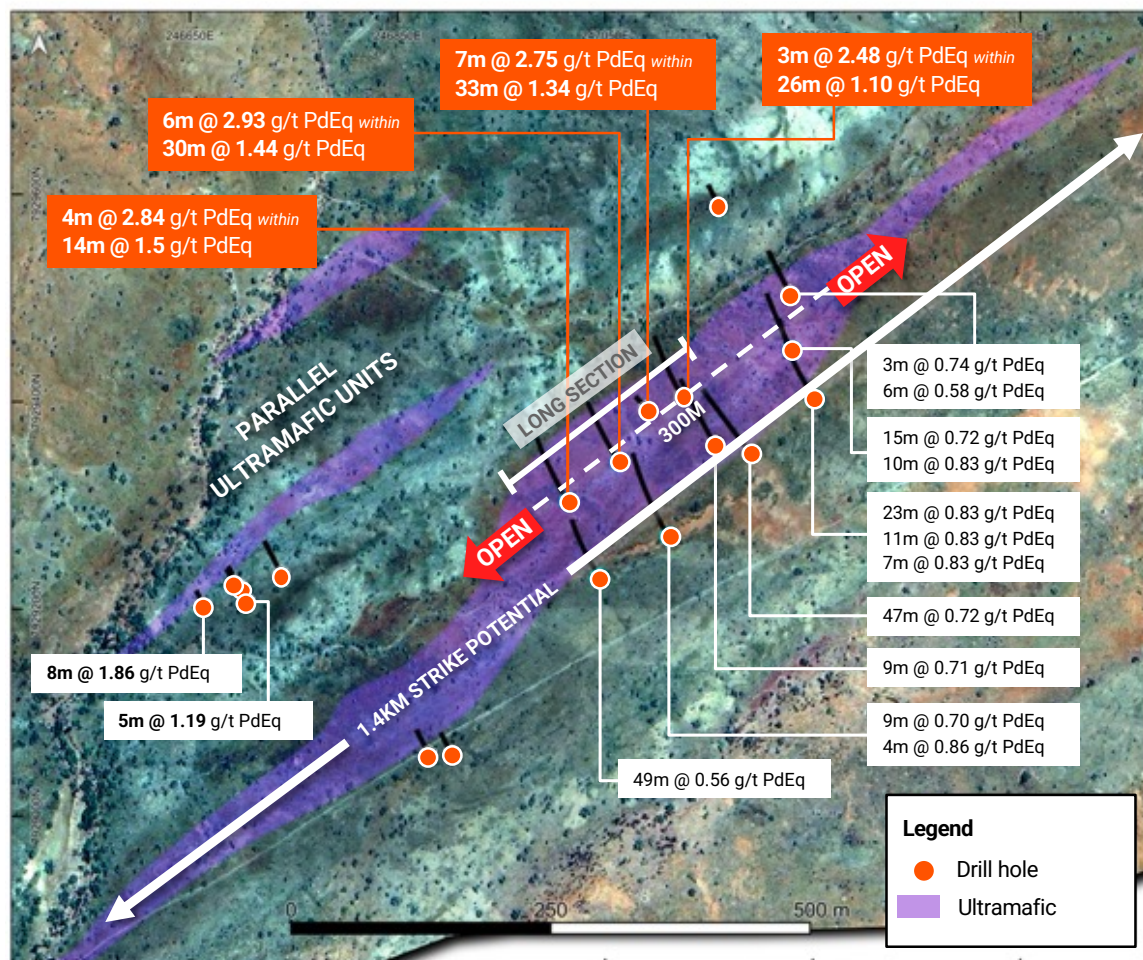 246650E
246850E
7m @ 2.75 g/t PdEq within
33m @ 1.34 g/t PdEq
3m @ 2.48 g/t PdEq within
26m @ 1.10 g/t PdEq
6m @ 2.93 g/t PdEq within
30m @ 1.44 g/t PdEq
4m @ 2.84 g/t PdEq within
14m @ 1.5 g/t PdEq
OPEN
LONG SECTION
300M
PARALLEL
ULTRAMAFIC UNITS
OPEN
1.4KM STRIKE POTENTIAL
3m @ 0.74 g/t PdEq
6m @ 0.58 g/t PdEq
15m @ 0.72 g/t PdEq
10m @ 0.83 g/t PdEq
23m @ 0.83 g/t PdEq
11m @ 0.83 g/t PdEq
7m @ 0.83 g/t PdEq
47m @ 0.72 g/t PdEq
9m @ 0.71 g/t PdEq
9m @ 0.70 g/t PdEq
4m @ 0.86 g/t PdEq
8m @ 1.86 g/t PdEq
5m @ 1.19 g/t PdEq
49m @ 0.56 g/t PdEq
Legend
Drill hole
Ultramafic
0
250
500 m